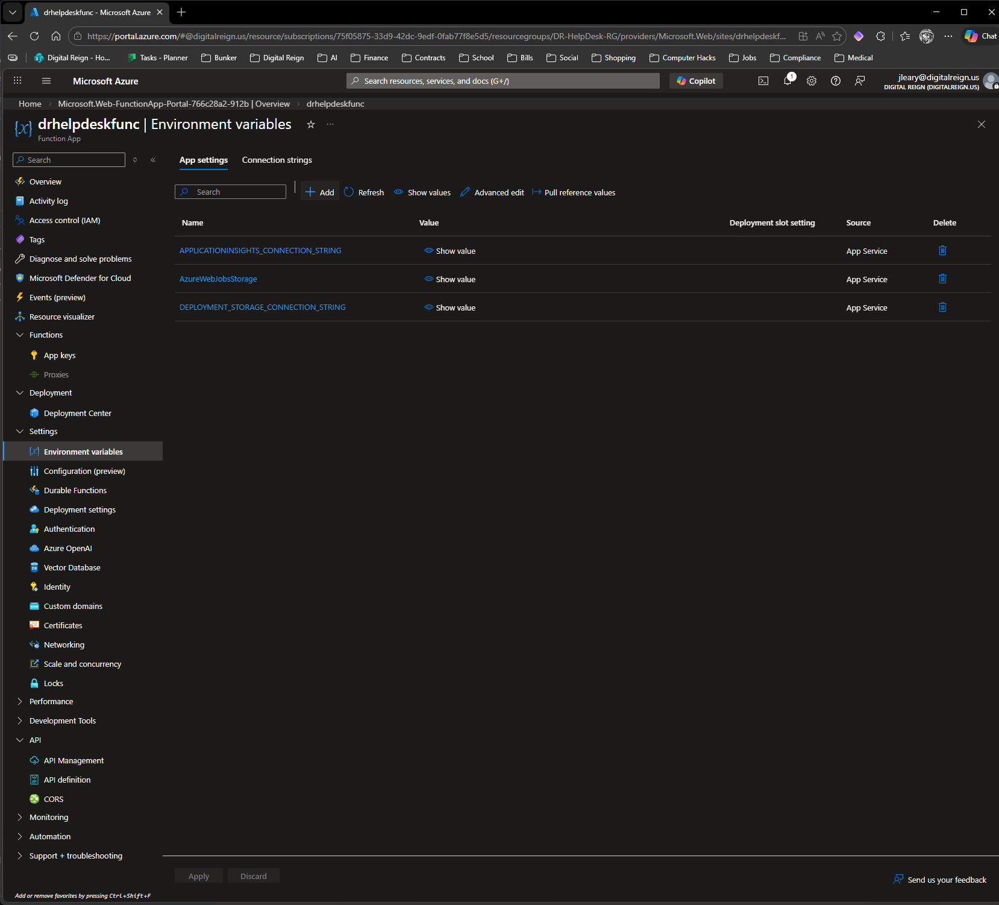 drhelpdeskfunc - Microsoft Azure
https://portal.azure.com/#@digitalreign.us/resource/subscriptions/75f05875-33d9-42dc-9edf-0fab77f8e5d5/resourcegroups/DR-HelpDesk-RG/providers/Microsoft.Web/sites/drhelpdeskf...
Chat
Digital Reign - Ho...
Tasks - Planner
Bunker
Digital Reign
AI
Finance
Contracts
School
Bills
Social
Shopping
Computer Hacks
Jobs
Compliance
Medical
Microsoft Azure
Search resources, services, and docs (G+/)
Copilot
1
jleary@digitalreign.us
DIGITAL REIGN (DIGITALREIGN.US)
Home > Microsoft.Web-FunctionApp-Portal-766c28a2-912b | Overview > drhelpdeskfunc
drhelpdeskfunc | Environment variables
Function App
Search
Overview
Activity log
Access control (IAM)
Tags
Diagnose and solve problems
Microsoft Defender for Cloud
Events (preview)
Resource visualizer
Functions
App keys
Proxies
Deployment
Deployment Center
Settings
Environment variables
Configuration (preview)
Durable Functions
Deployment settings
Authentication
Azure OpenAI
Vector Database
Identity
Custom domains
Certificates
Networking
Scale and concurrency
Locks
Performance
Development Tools
API
API Management
API definition
CORS
Monitoring
Automation
Support + troubleshooting
Add or remove favorites by pressing Ctrl+Shift+F
App settings
Connection strings
Search
Add
Refresh
Show values
Advanced edit
Pull reference values
Name Value Deployment slot setting Source Delete
APPLICATIONINSIGHTS_CONNECTION_STRING Show value App Service
AzureWebJobsStorage Show value App Service
DEPLOYMENT_STORAGE_CONNECTION_STRING Show value App Service
Apply
Discard
Send us your feedback